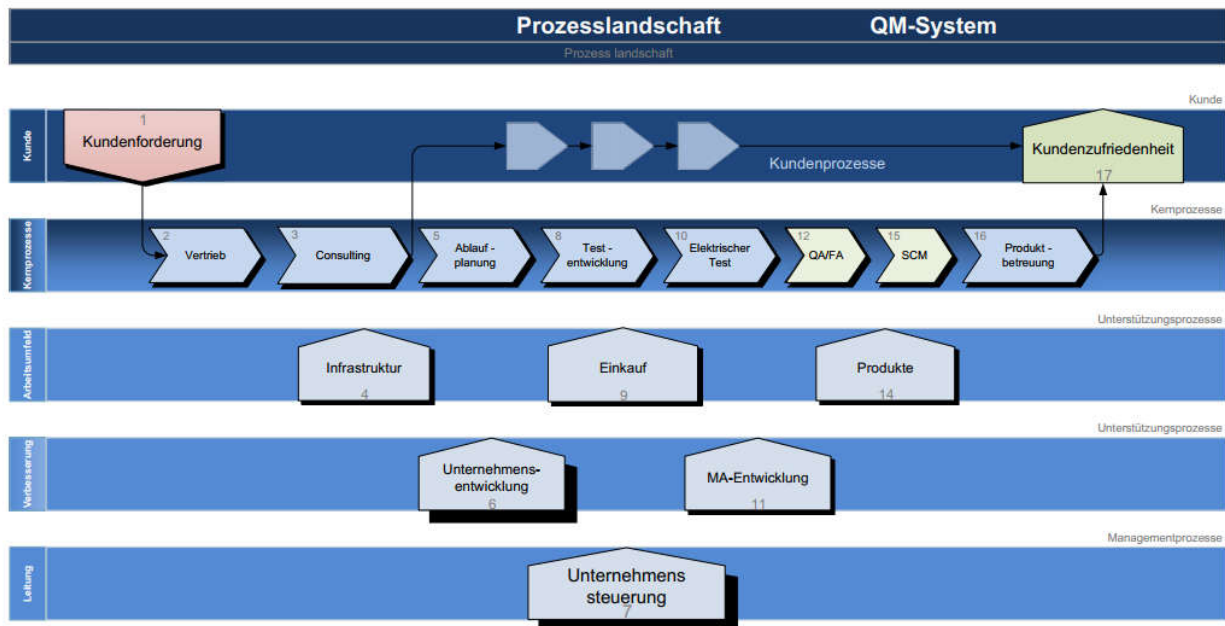 Prozesslandschaft QM-System
Prozess landschaft
Kunde
Kunde
1
Kundenforderung
Kundenprozesse
Kundenzufriedenheit
17
Kernprozesse
Kernprozesse
2
Vertrieb
3
Consulting
5
Ablauf -
planung
8
Test -
entwicklung
10
Elektrischer
Test
12
QA/FA
15
SCM
16
Produkt -
betreuung
Unterstützungsprozesse
Arbeitsumfeld
Infrastruktur
4
Einkauf
9
Produkte
14
Unterstützungsprozesse
Verbesserung
Unternehmens-
entwicklung
6
MA-Entwicklung
11
Managementprozesse
Leitung
Unternehmens
steuerung
7